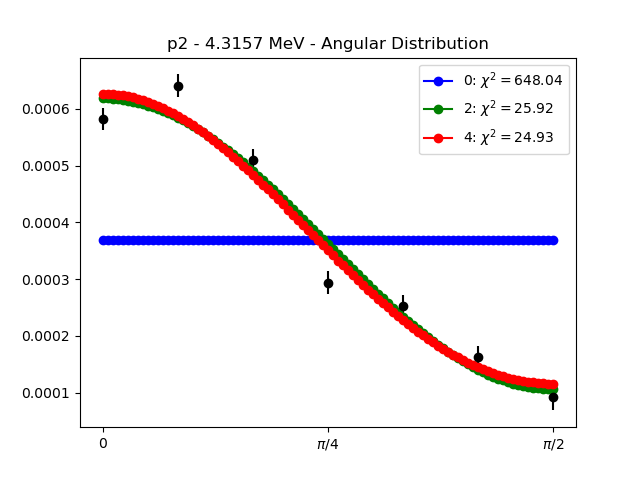 p2 - 4.3157 MeV - Angular Distribution
0: χ² = 648.04
2: χ² = 25.92
4: χ² = 24.93
0.0006
0.0005
0.0004
0.0003
0.0002
0.0001
0 π/4 π/2